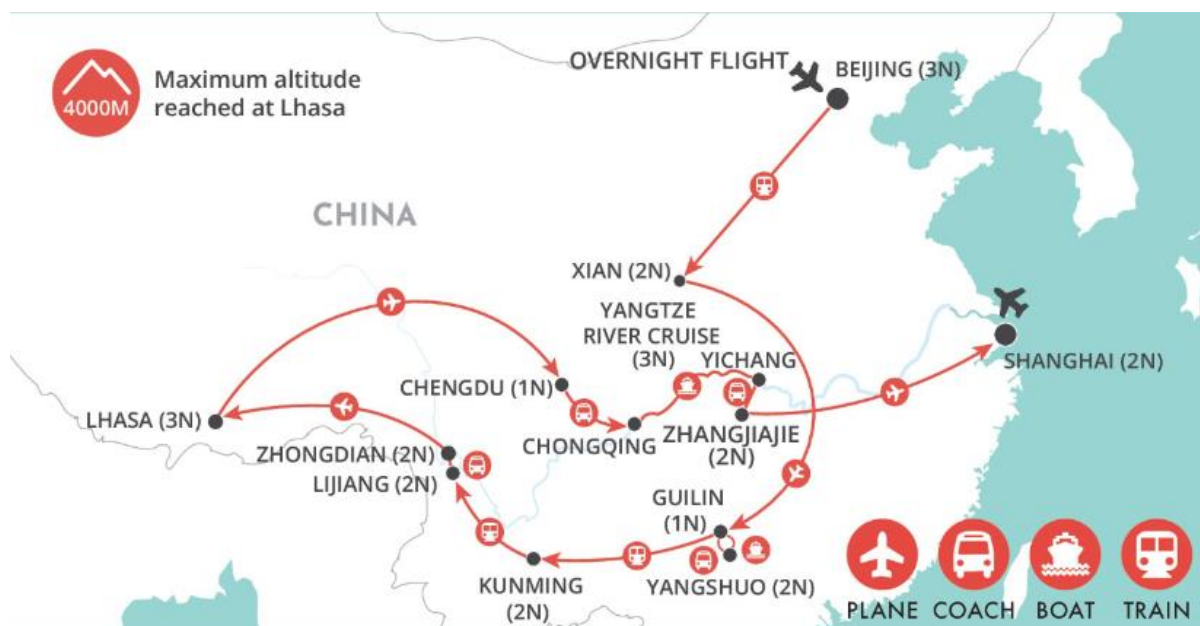 4000M
Maximum altitude
reached at Lhasa
OVERNIGHT FLIGHT
BEIJING (3N)
CHINA
XIAN (2N)
YANGTZE
RIVER CRUISE
(3N)
YICHANG
SHANGHAI (2N)
CHENGDU (1N)
LHASA (3N)
CHONGQING
ZHANGJIAJIE
(2N)
ZHONGDIAN (2N)
LIJIANG (2N)
GUILIN
(1N)
KUNMING
(2N)
YANGSHUO (2N)
PLANE
COACH
BOAT
TRAIN